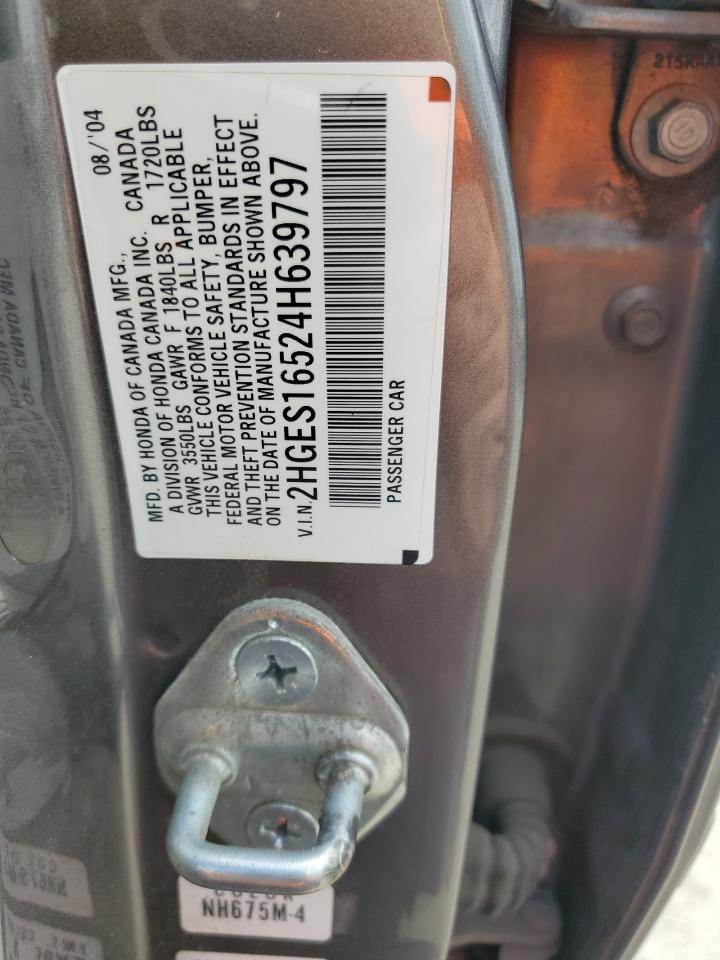 08/'04
MFD. BY HONDA OF CANADA MFG.,
A DIVISION OF HONDA CANADA INC. CANADA
GVWR 3550LBS GAWR F 1840LBS R 1720LBS
THIS VEHICLE CONFORMS TO ALL APPLICABLE
FEDERAL MOTOR VEHICLE SAFETY, BUMPER,
AND THEFT PREVENTION STANDARDS IN EFFECT
ON THE DATE OF MANUFACTURE SHOWN ABOVE.
V.I.N. 2HGES16524H639797
PASSENGER CAR
COLOR
NH675M-4